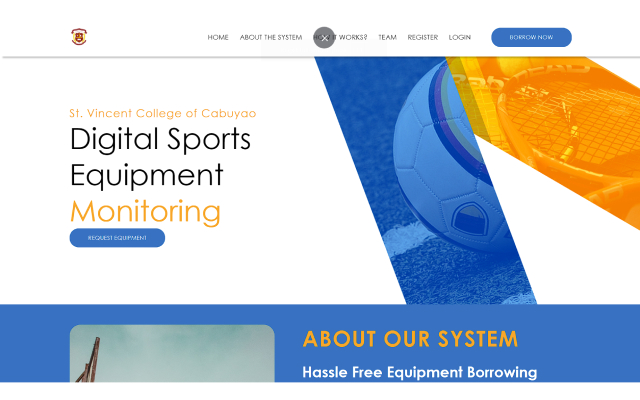 HOME ABOUT THE SYSTEM WORKS? TEAM REGISTER LOGIN BORROW NOW
St. Vincent College of Cabuyao
Digital Sports
Equipment
Monitoring
REQUEST EQUIPMENT
ABOUT OUR SYSTEM
Hassle Free Equipment Borrowing